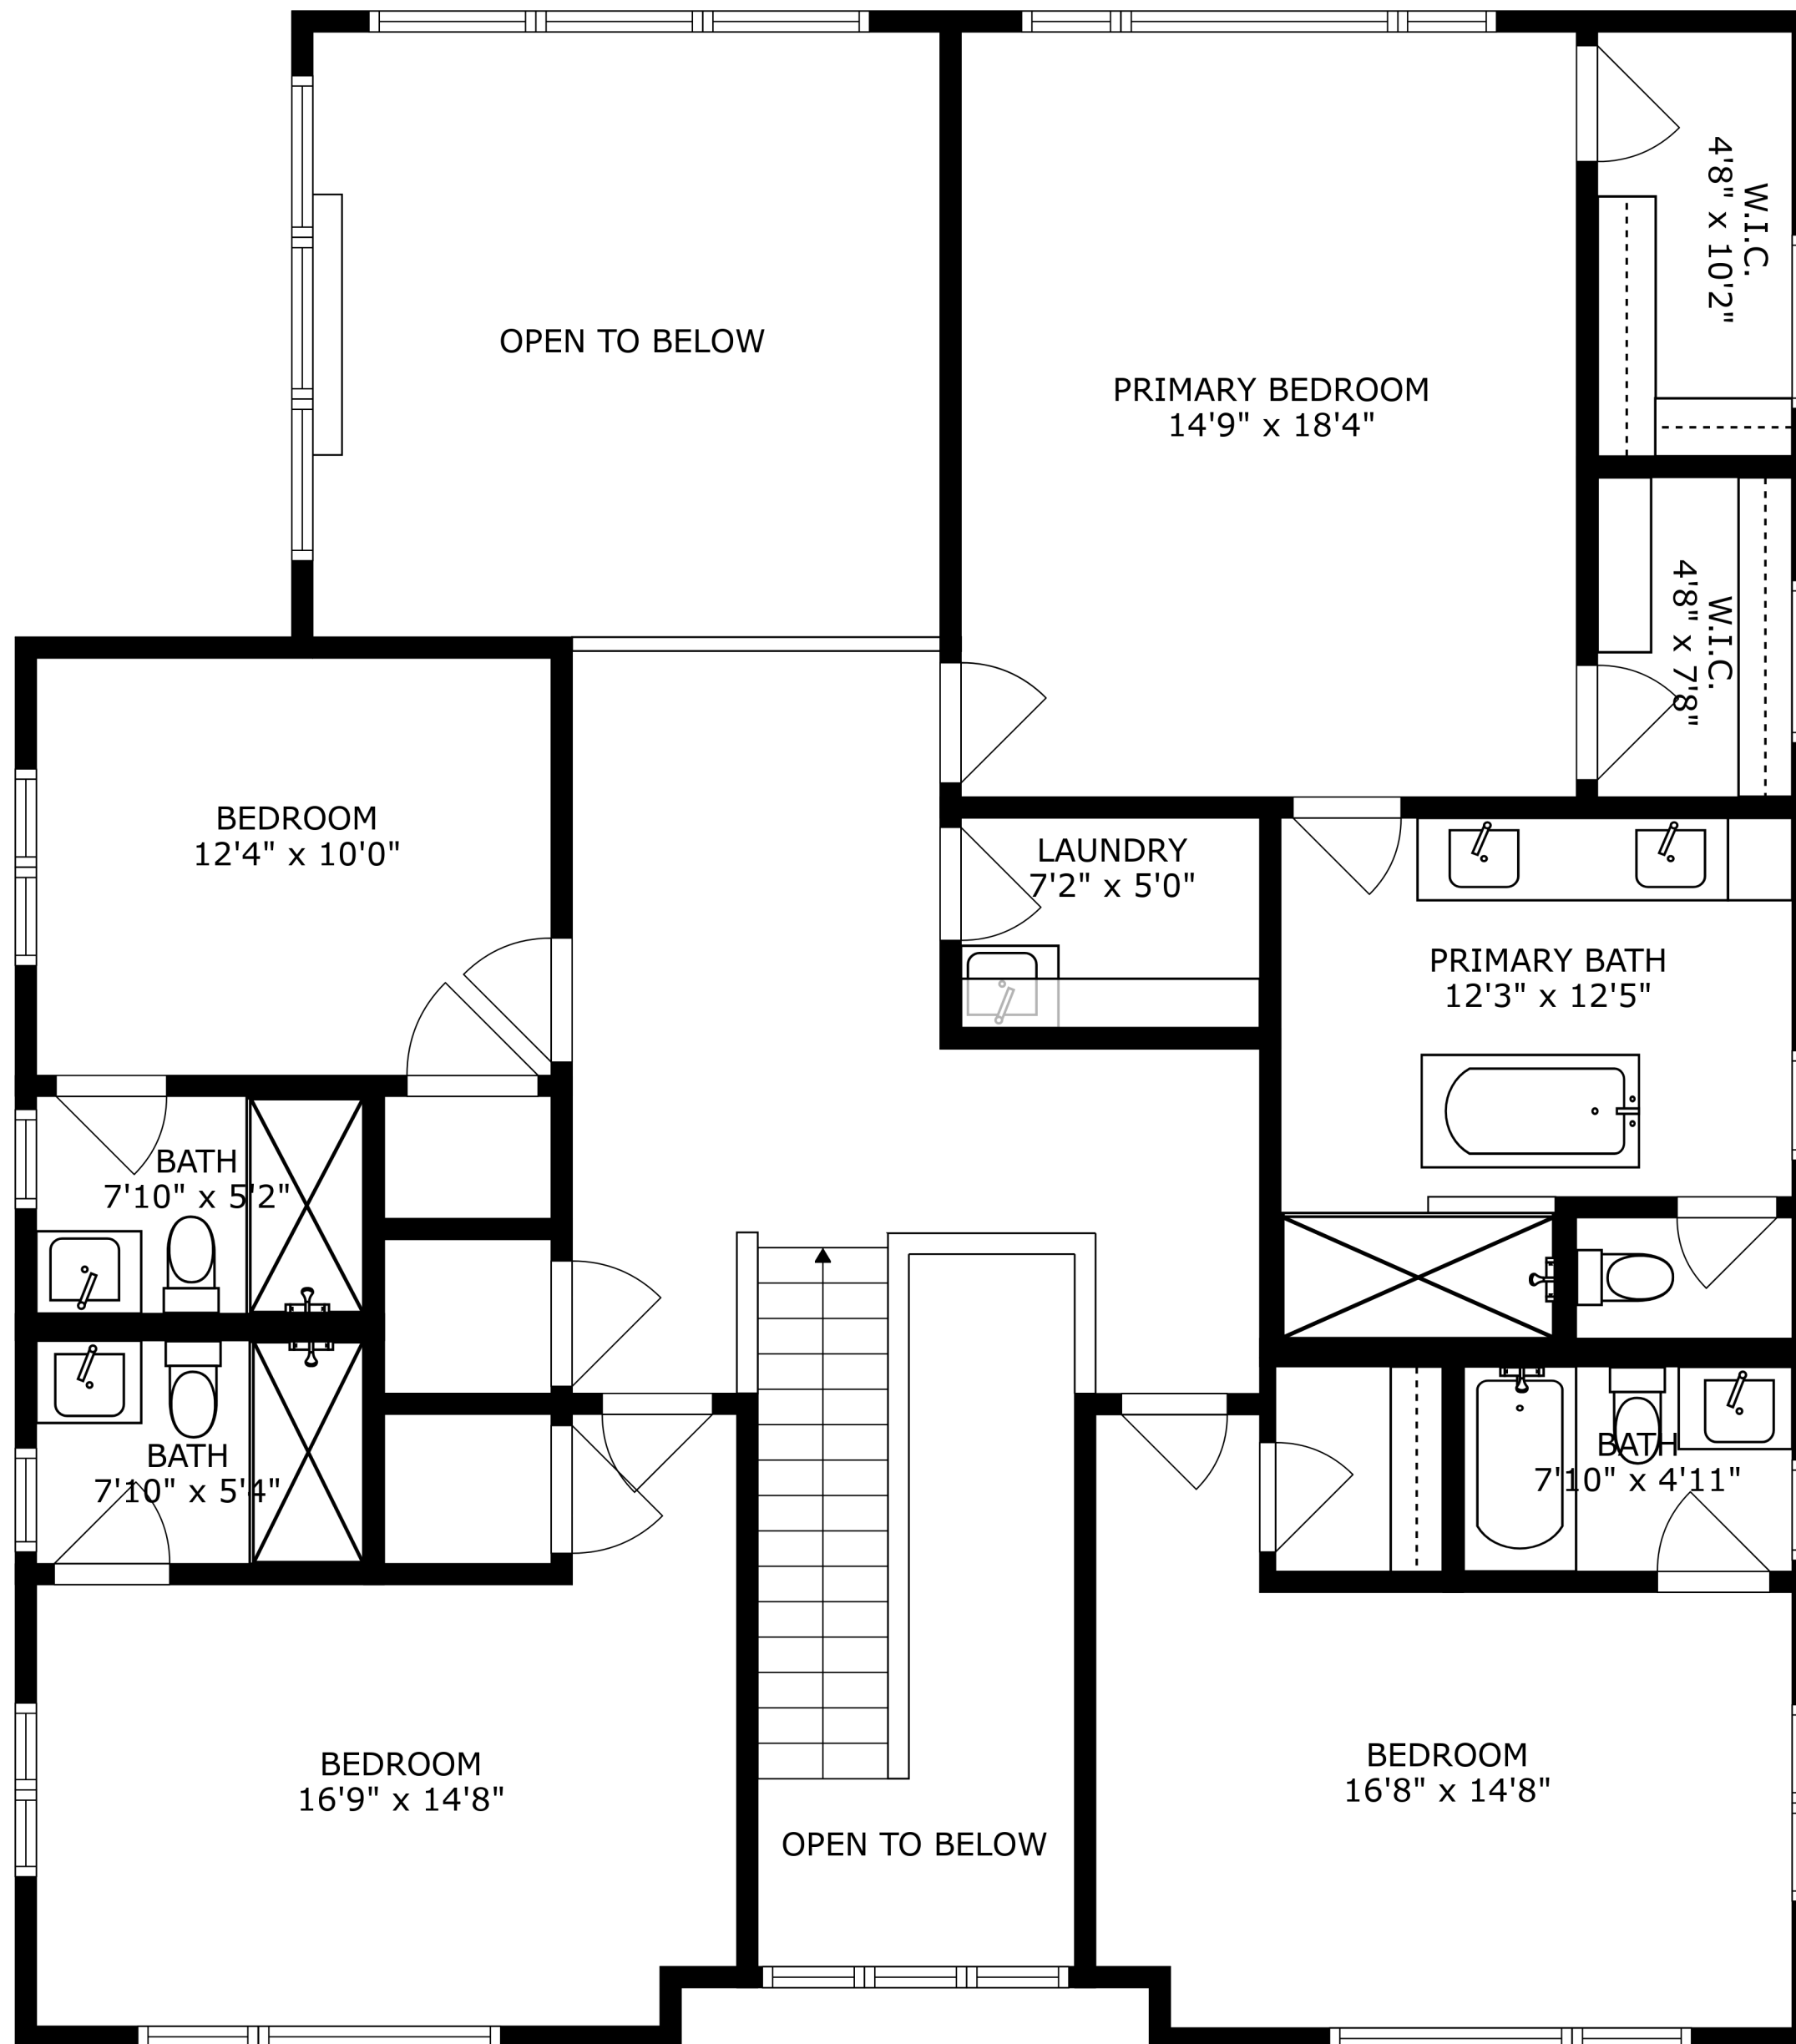 OPEN TO BELOW
PRIMARY BEDROOM
14'9" x 18'4"
W.I.C.
4'8" x 10'2"
W.I.C.
4'8" x 7'8"
BEDROOM
12'4" x 10'0"
LAUNDRY
7'2" x 5'0"
PRIMARY BATH
12'3" x 12'5"
BATH
7'10" x 5'2"
BATH
7'10" x 5'4"
BATH
7'10" x 4'11"
BEDROOM
16'9" x 14'8"
OPEN TO BELOW
BEDROOM
16'8" x 14'8"